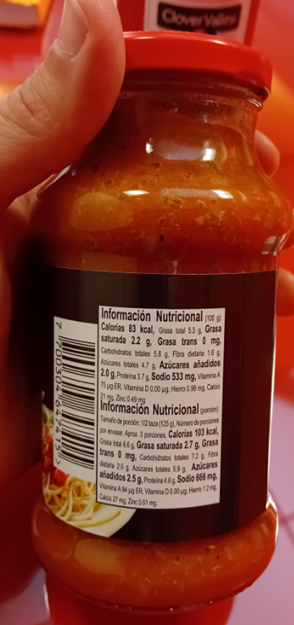 Clover Valley
Información Nutricional (100 g):
Calorías 83 kcal, Grasa total 5.3 g, Grasa
saturada 2.2 g, Grasa trans 0 mg,
Carbohidratos totales 5.8 g, Fibra dietaria 1.6 g,
Azúcares totales 4.7 g, Azúcares añadidos
2.0 g, Proteína 3.7 g, Sodio 533 mg, Vitamina A
75 µg ER, Vitamina D 0.00 µg, Hierro 0.96 mg, Calcio
21 mg, Zinc 0.49 mg
Información Nutricional (porción):
Tamaño de porción: 1/2 taza (125 g), Número de porciones
por envase: Aprox. 3 porciones, Calorías 103 kcal,
Grasa total 6.6 g, Grasa saturada 2.7 g, Grasa
trans 0 mg, Carbohidratos totales 7.2 g, Fibra
dietaria 2.0 g, Azúcares totales 5.9 g, Azúcares
añadidos 2.5 g, Proteína 4.6 g, Sodio 666 mg,
Vitamina A 94 µg ER, Vitamina D 0.00 µg, Hierro 1.2 mg,
Calcio 27 mg, Zinc 0.61 mg.